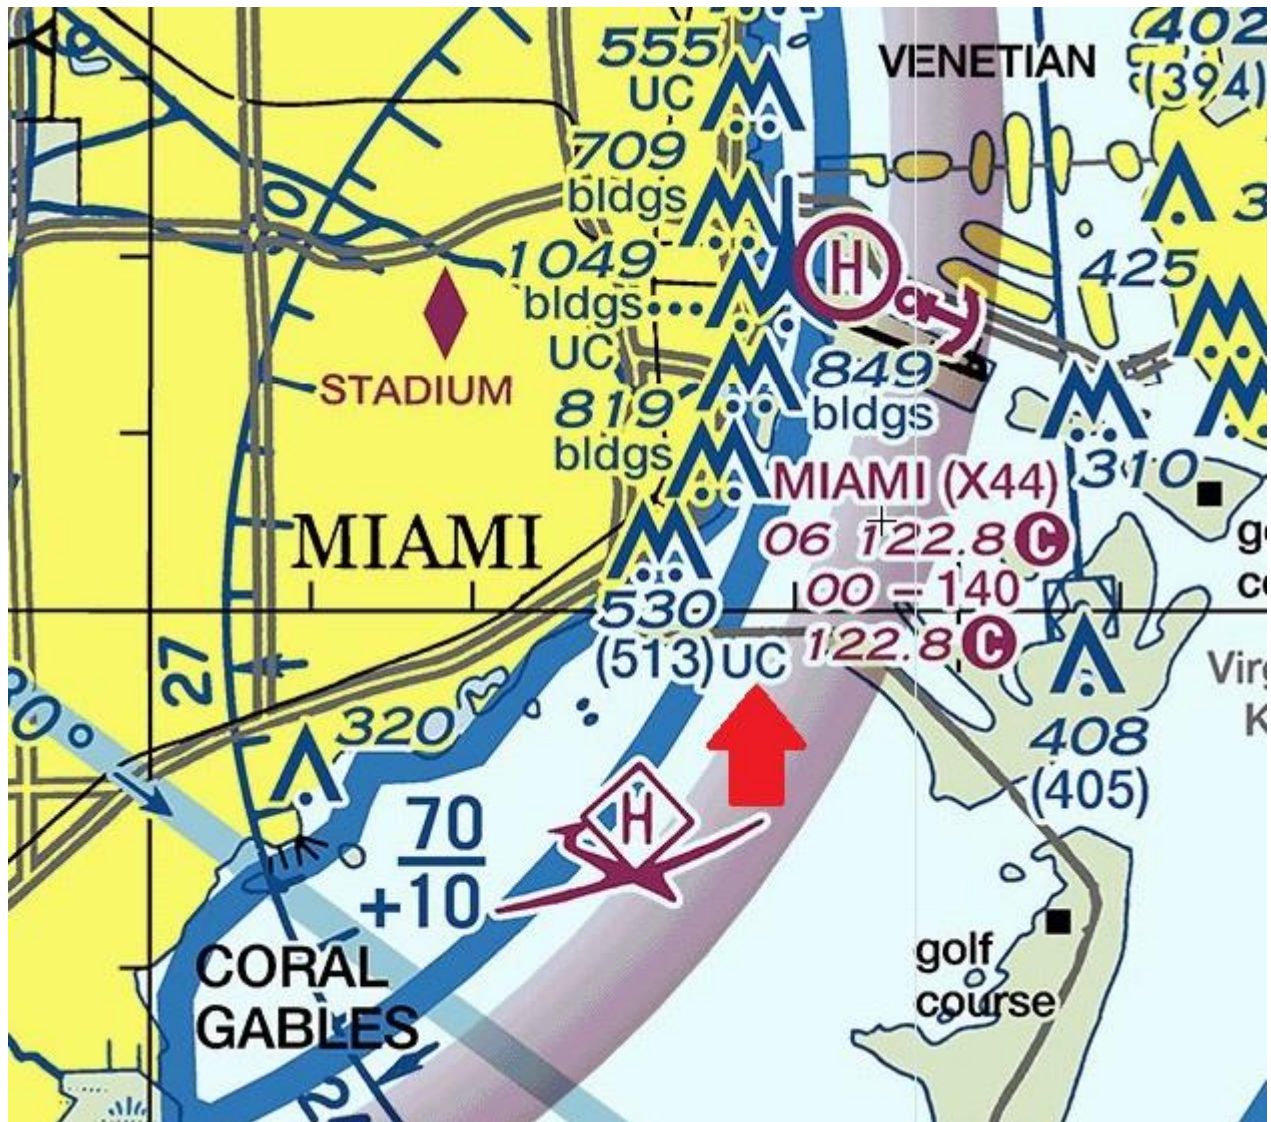 555
UC
VENETIAN
402
(394)
709
bldgs
0
H
3
1049
bldgs
UC
425
STADIUM
819
bldgs
849
bldgs
310
MIAMI (X44)
MIAMI
06 122.8 C
00 – 140
122.8 C
530
(513) UC
27
320
408
(405)
70
+10
H
CORAL
GABLES
golf
course